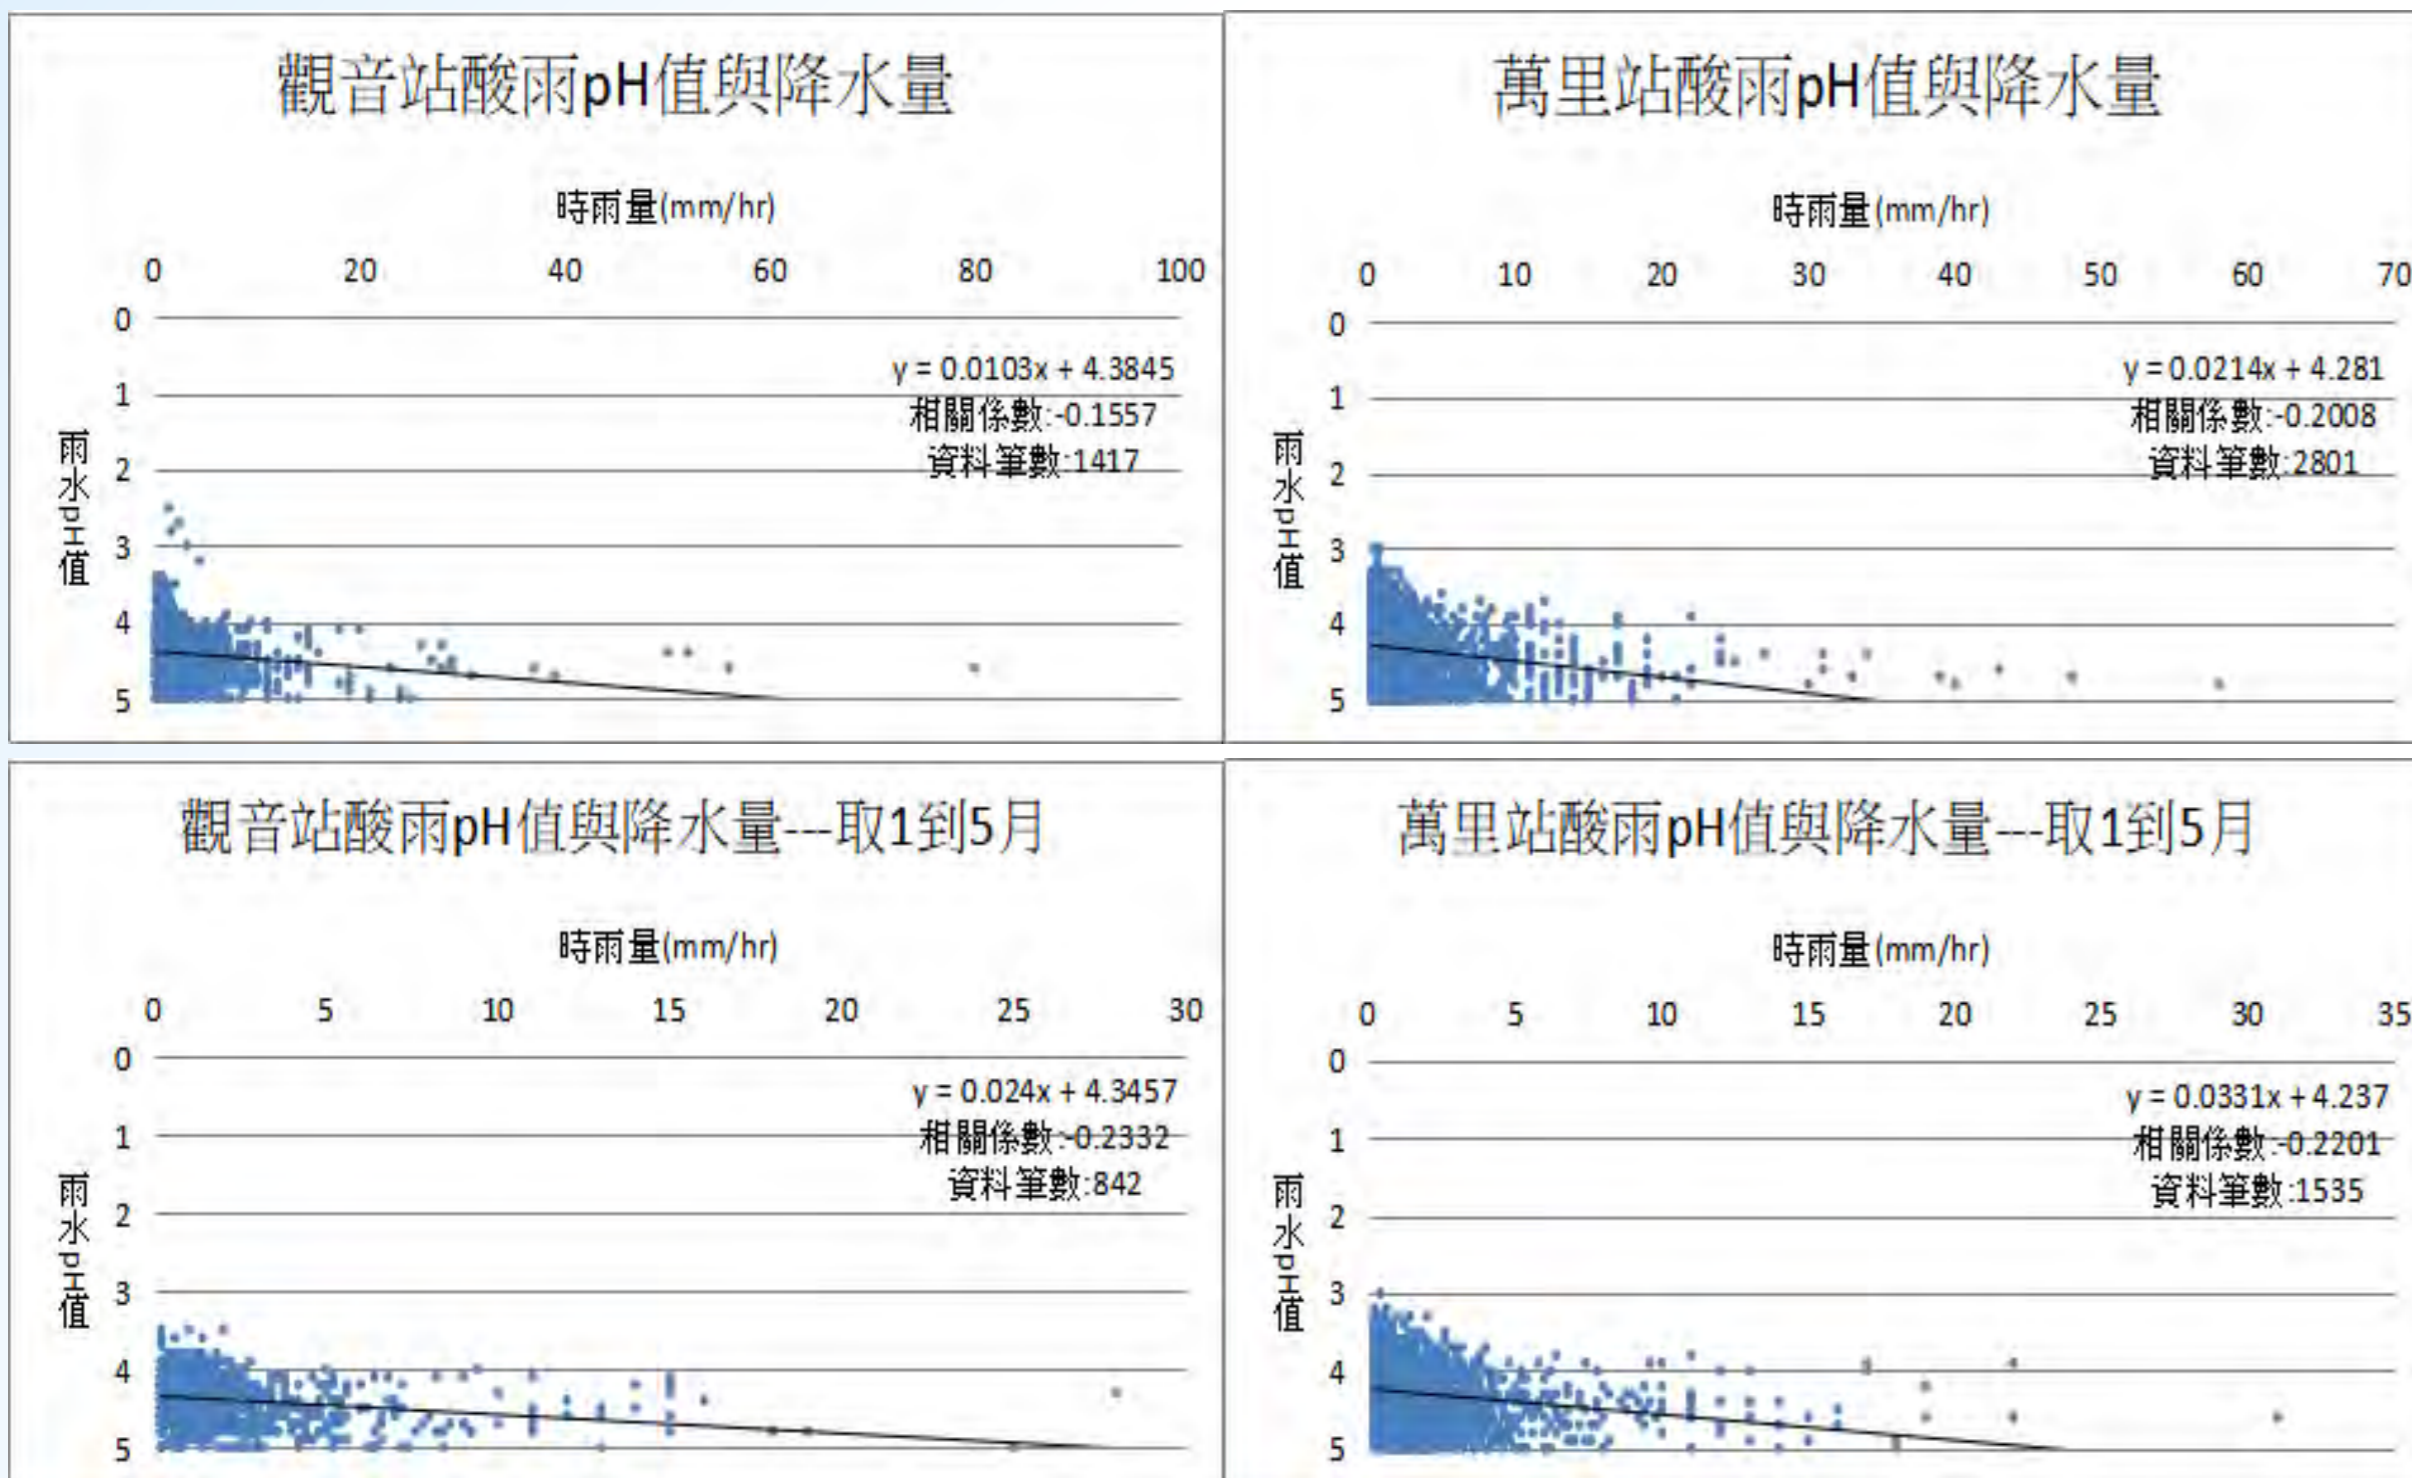 觀音站酸雨pH值與降水量
時雨量(mm/hr)
0 20 40 60 80 100
0
1
2
3
4
5
雨水pH值
y = 0.0103x + 4.3845
相關係數:-0.1557
資料筆數:1417
萬里站酸雨pH值與降水量
時雨量(mm/hr)
0 10 20 30 40 50 60 70
0
1
2
3
4
5
雨水pH值
y = 0.0214x + 4.281
相關係數:-0.2008
資料筆數:2801
觀音站酸雨pH值與降水量---取1到5月
時雨量(mm/hr)
0 5 10 15 20 25 30
0
1
2
3
4
5
雨水pH值
y = 0.024x + 4.3457
相關係數:-0.2332
資料筆數:842
萬里站酸雨pH值與降水量---取1到5月
時雨量(mm/hr)
0 5 10 15 20 25 30 35
0
1
2
3
4
5
雨水pH值
y = 0.0331x + 4.237
相關係數:-0.2201
資料筆數:1535